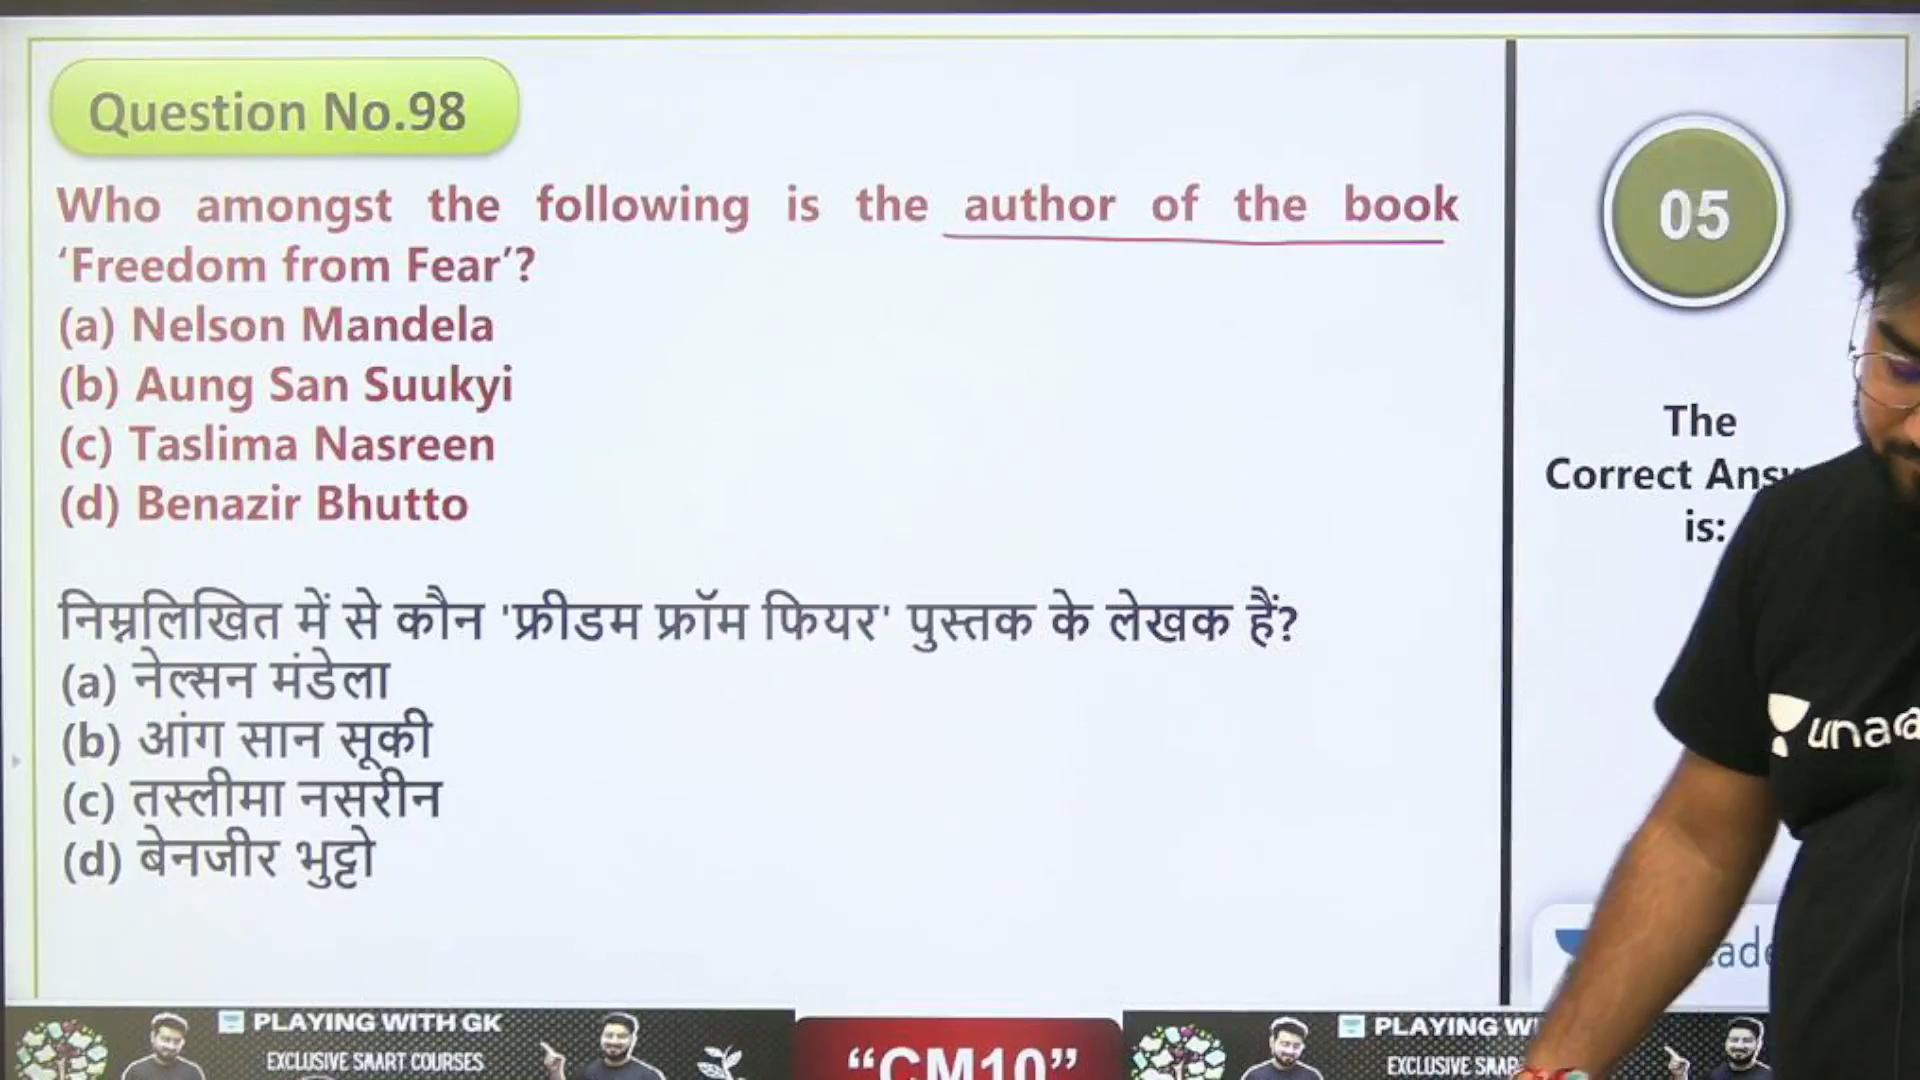 Question No.98
Who amongst the following is the author of the book
‘Freedom from Fear’?
(a) Nelson Mandela
(b) Aung San Suukyi
(c) Taslima Nasreen
(d) Benazir Bhutto
निम्नलिखित में से कौन 'फ्रीडम फ्रॉम फियर' पुस्तक के लेखक हैं?
(a) नेल्सन मंडेला
(b) आंग सान सूकी
(c) तस्लीमा नसरीन
(d) बेनजीर भुट्टो
05
The
Correct
is:
PLAYING WITH GK
EXCLUSIVE SMART COURSES
“CM10”
PLAYING
EXCLUSIVE